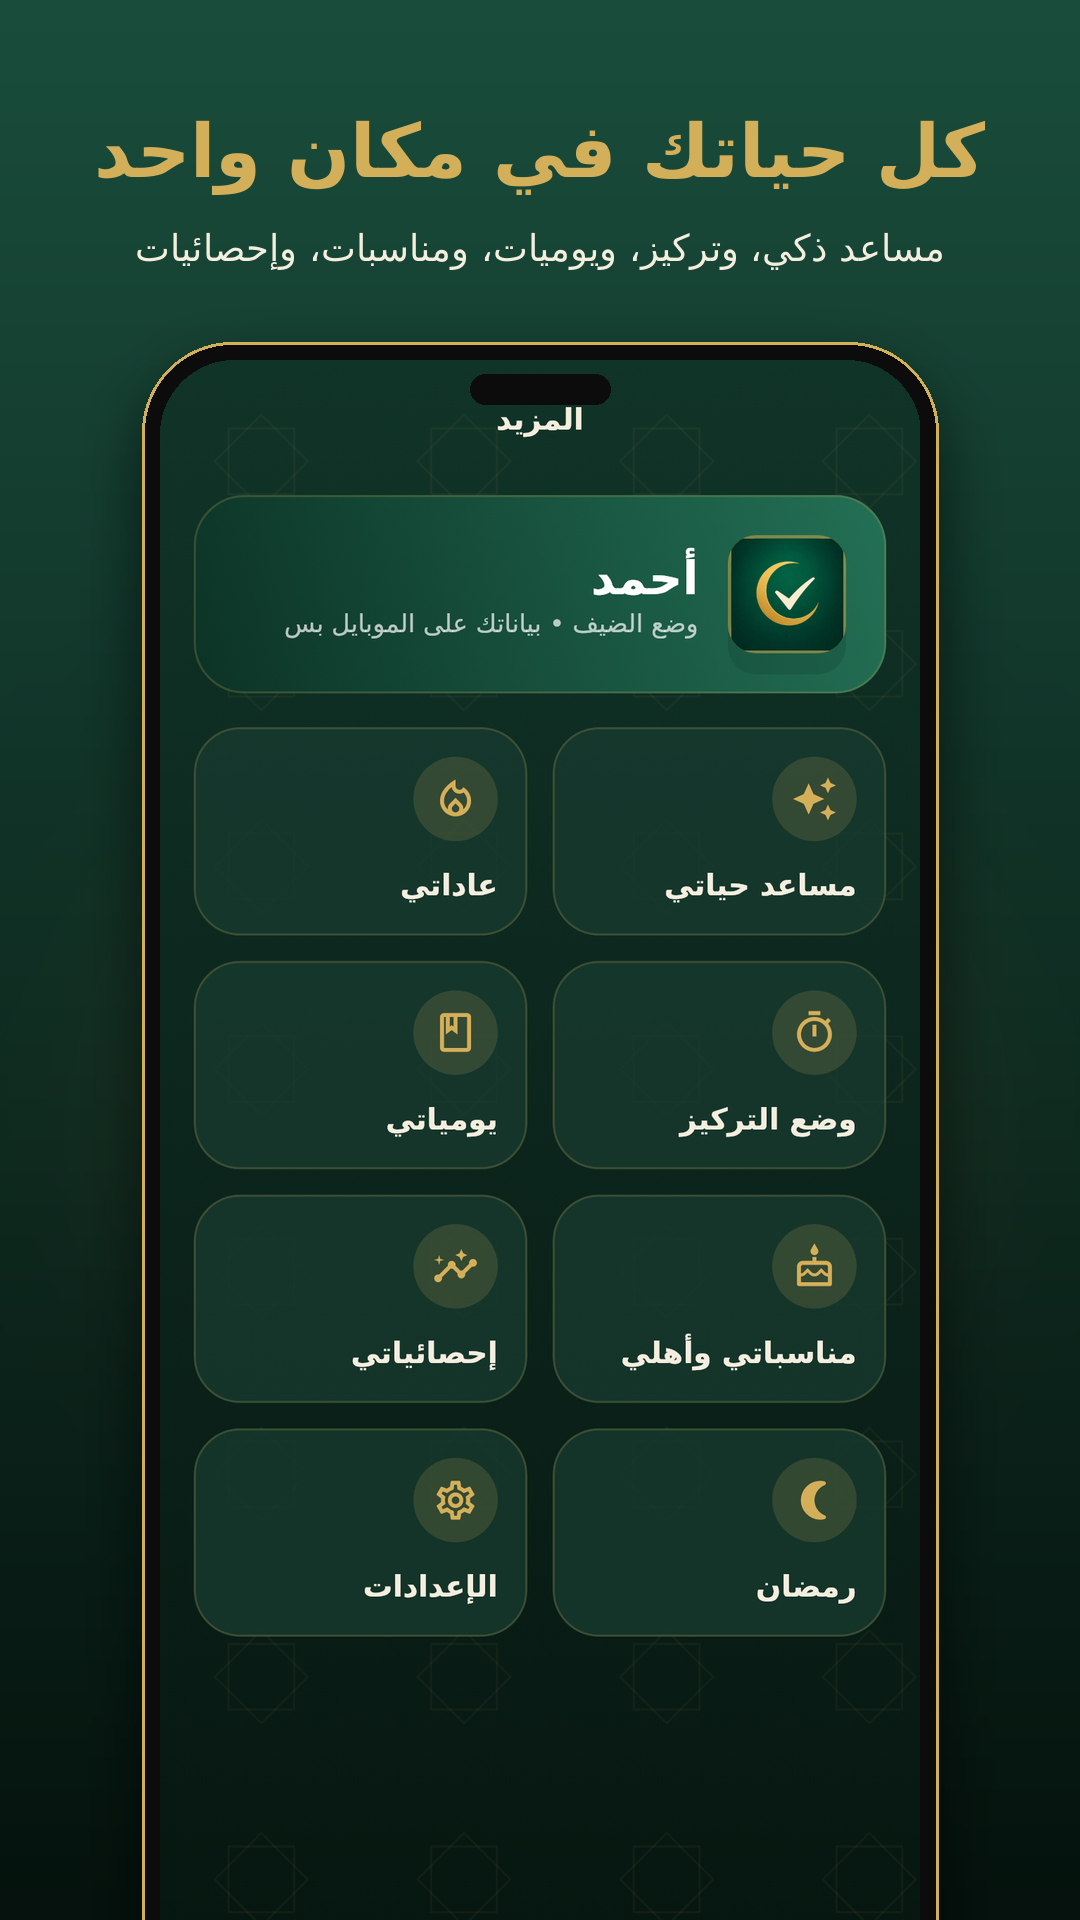 كل حياتك في مكان واحد
مساعد ذكي، وتركيز، ويوميات، ومناسبات، وإحصائيات
المزيد
أحمد
وضع الضيف • بياناتك على الموبايل بس
مساعد حياتي
عاداتي
وضع التركيز
يومياتي
مناسباتي وأهلي
إحصائياتي
رمضان
الإعدادات